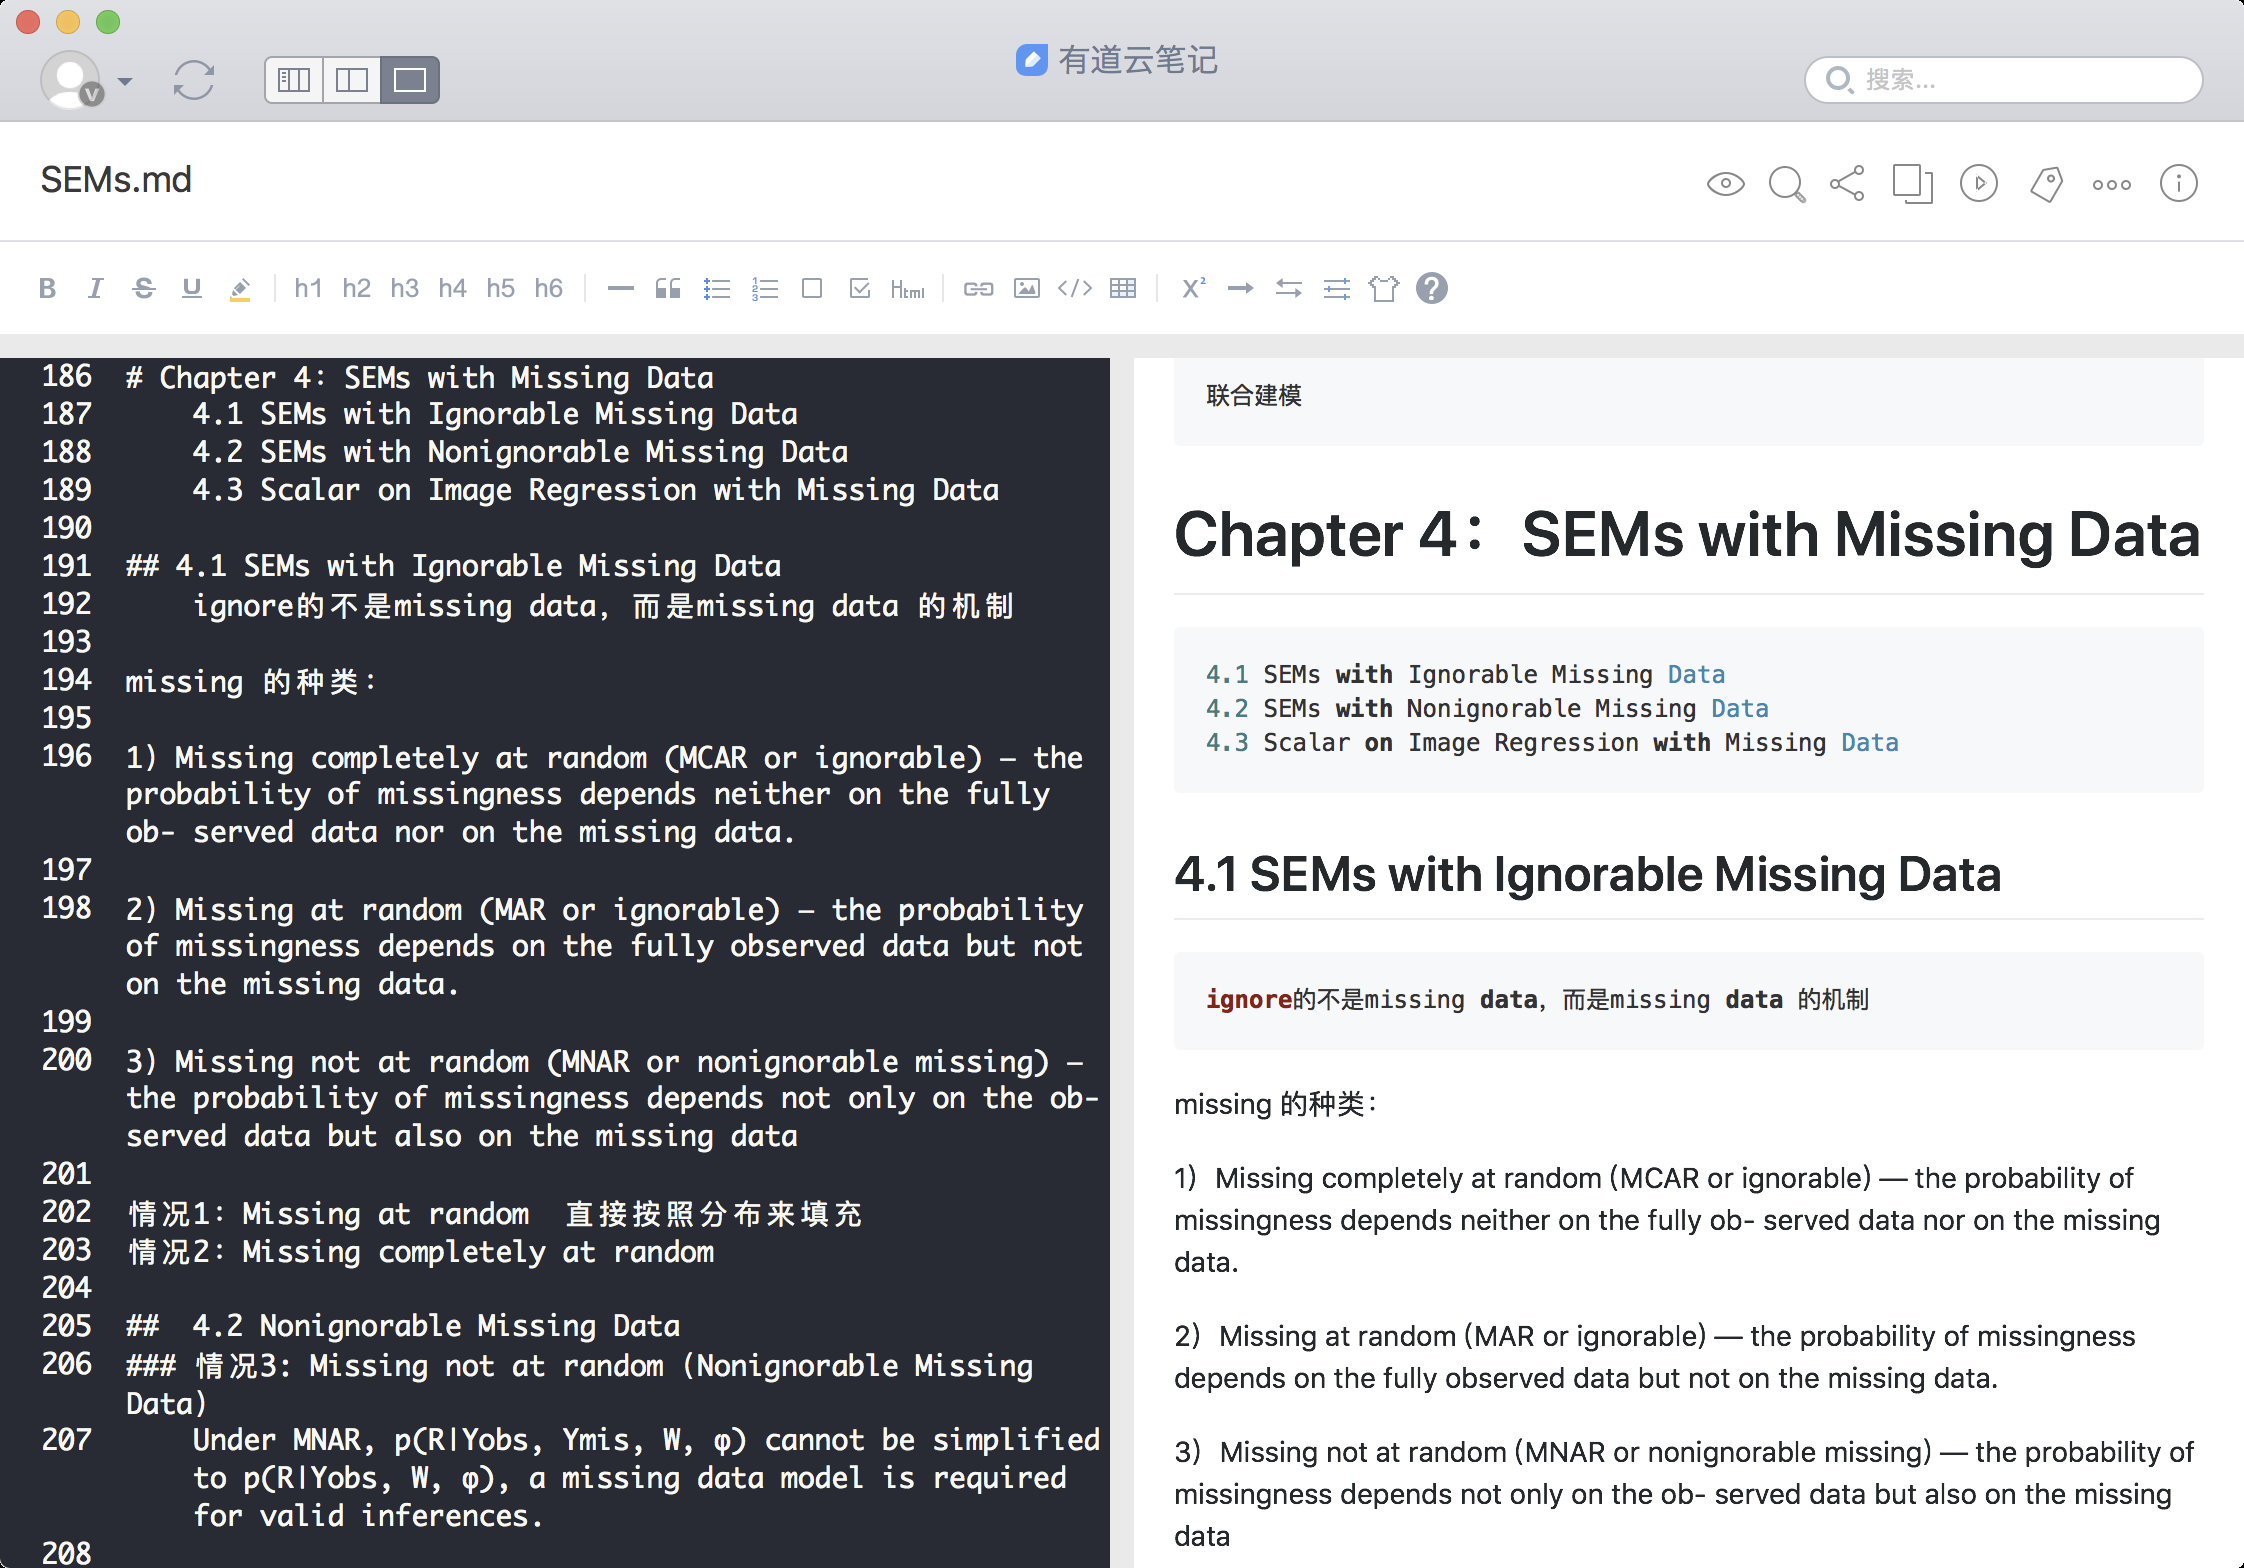 有道云笔记
搜索...
SEMs.md
B I S U h1 h2 h3 h4 h5 h6 Html </> X² ?
186 # Chapter 4：SEMs with Missing Data
187     4.1 SEMs with Ignorable Missing Data
188     4.2 SEMs with Nonignorable Missing Data
189     4.3 Scalar on Image Regression with Missing Data
190
191 ## 4.1 SEMs with Ignorable Missing Data
192     ignore的不是missing data，而是missing data 的机制
193
194 missing 的种类：
195
196 1) Missing completely at random (MCAR or ignorable) — the
probability of missingness depends neither on the fully
ob- served data nor on the missing data.
197
198 2) Missing at random (MAR or ignorable) — the probability
of missingness depends on the fully observed data but not
on the missing data.
199
200 3) Missing not at random (MNAR or nonignorable missing) —
the probability of missingness depends not only on the ob-
served data but also on the missing data
201
202 情况1：Missing at random  直接按照分布来填充
203 情况2：Missing completely at random
204
205 ##  4.2 Nonignorable Missing Data
206 ### 情况3: Missing not at random (Nonignorable Missing
Data)
207     Under MNAR, p(R|Yobs, Ymis, W, φ) cannot be simplified
to p(R|Yobs, W, φ), a missing data model is required
for valid inferences.
208
联合建模
Chapter 4：SEMs with Missing Data
4.1 SEMs with Ignorable Missing Data
4.2 SEMs with Nonignorable Missing Data
4.3 Scalar on Image Regression with Missing Data
4.1 SEMs with Ignorable Missing Data
ignore的不是missing data，而是missing data 的机制
missing 的种类：
1）Missing completely at random (MCAR or ignorable) — the probability of
missingness depends neither on the fully ob- served data nor on the missing
data.
2）Missing at random (MAR or ignorable) — the probability of missingness
depends on the fully observed data but not on the missing data.
3）Missing not at random (MNAR or nonignorable missing) — the probability of
missingness depends not only on the ob- served data but also on the missing
data